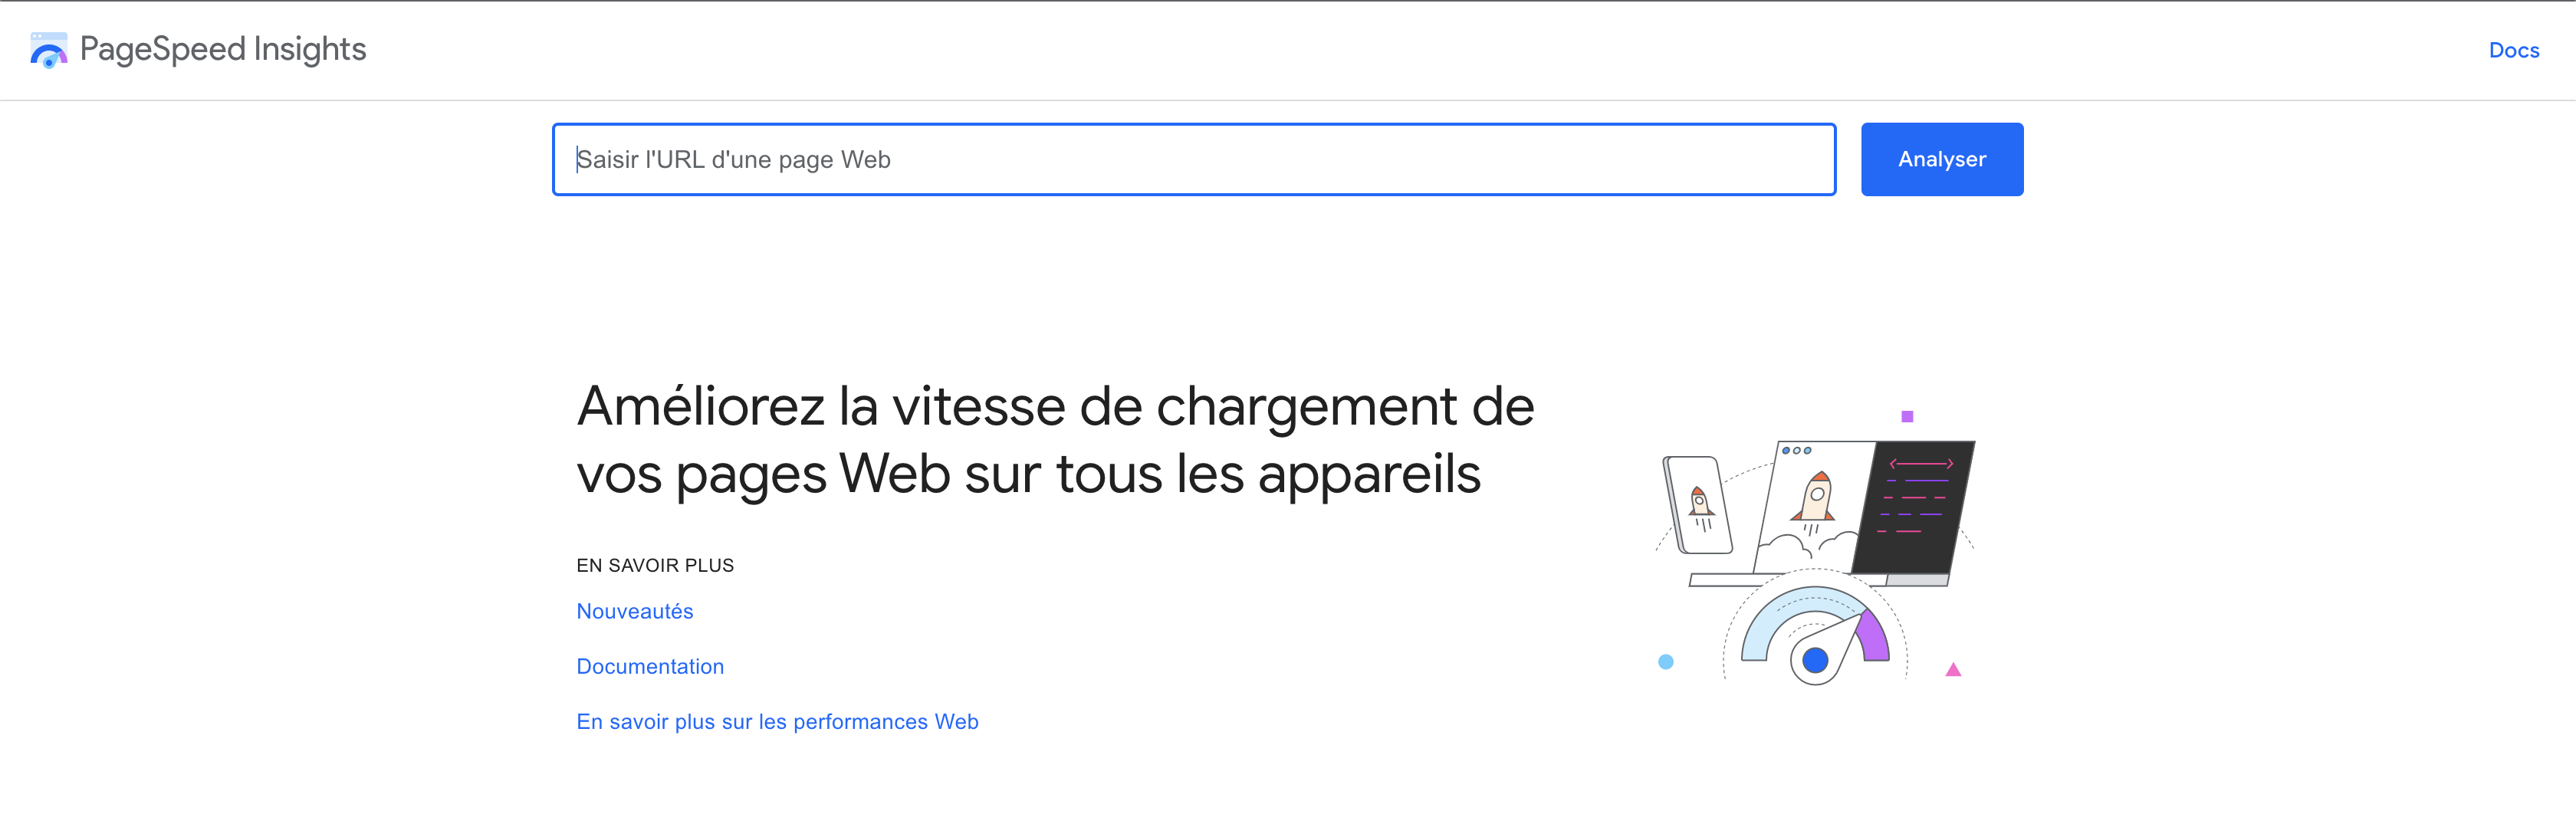 PageSpeed Insights
Docs
Saisir l'URL d'une page Web
Analyser
Améliorez la vitesse de chargement de
vos pages Web sur tous les appareils
EN SAVOIR PLUS
Nouveautés
Documentation
En savoir plus sur les performances Web